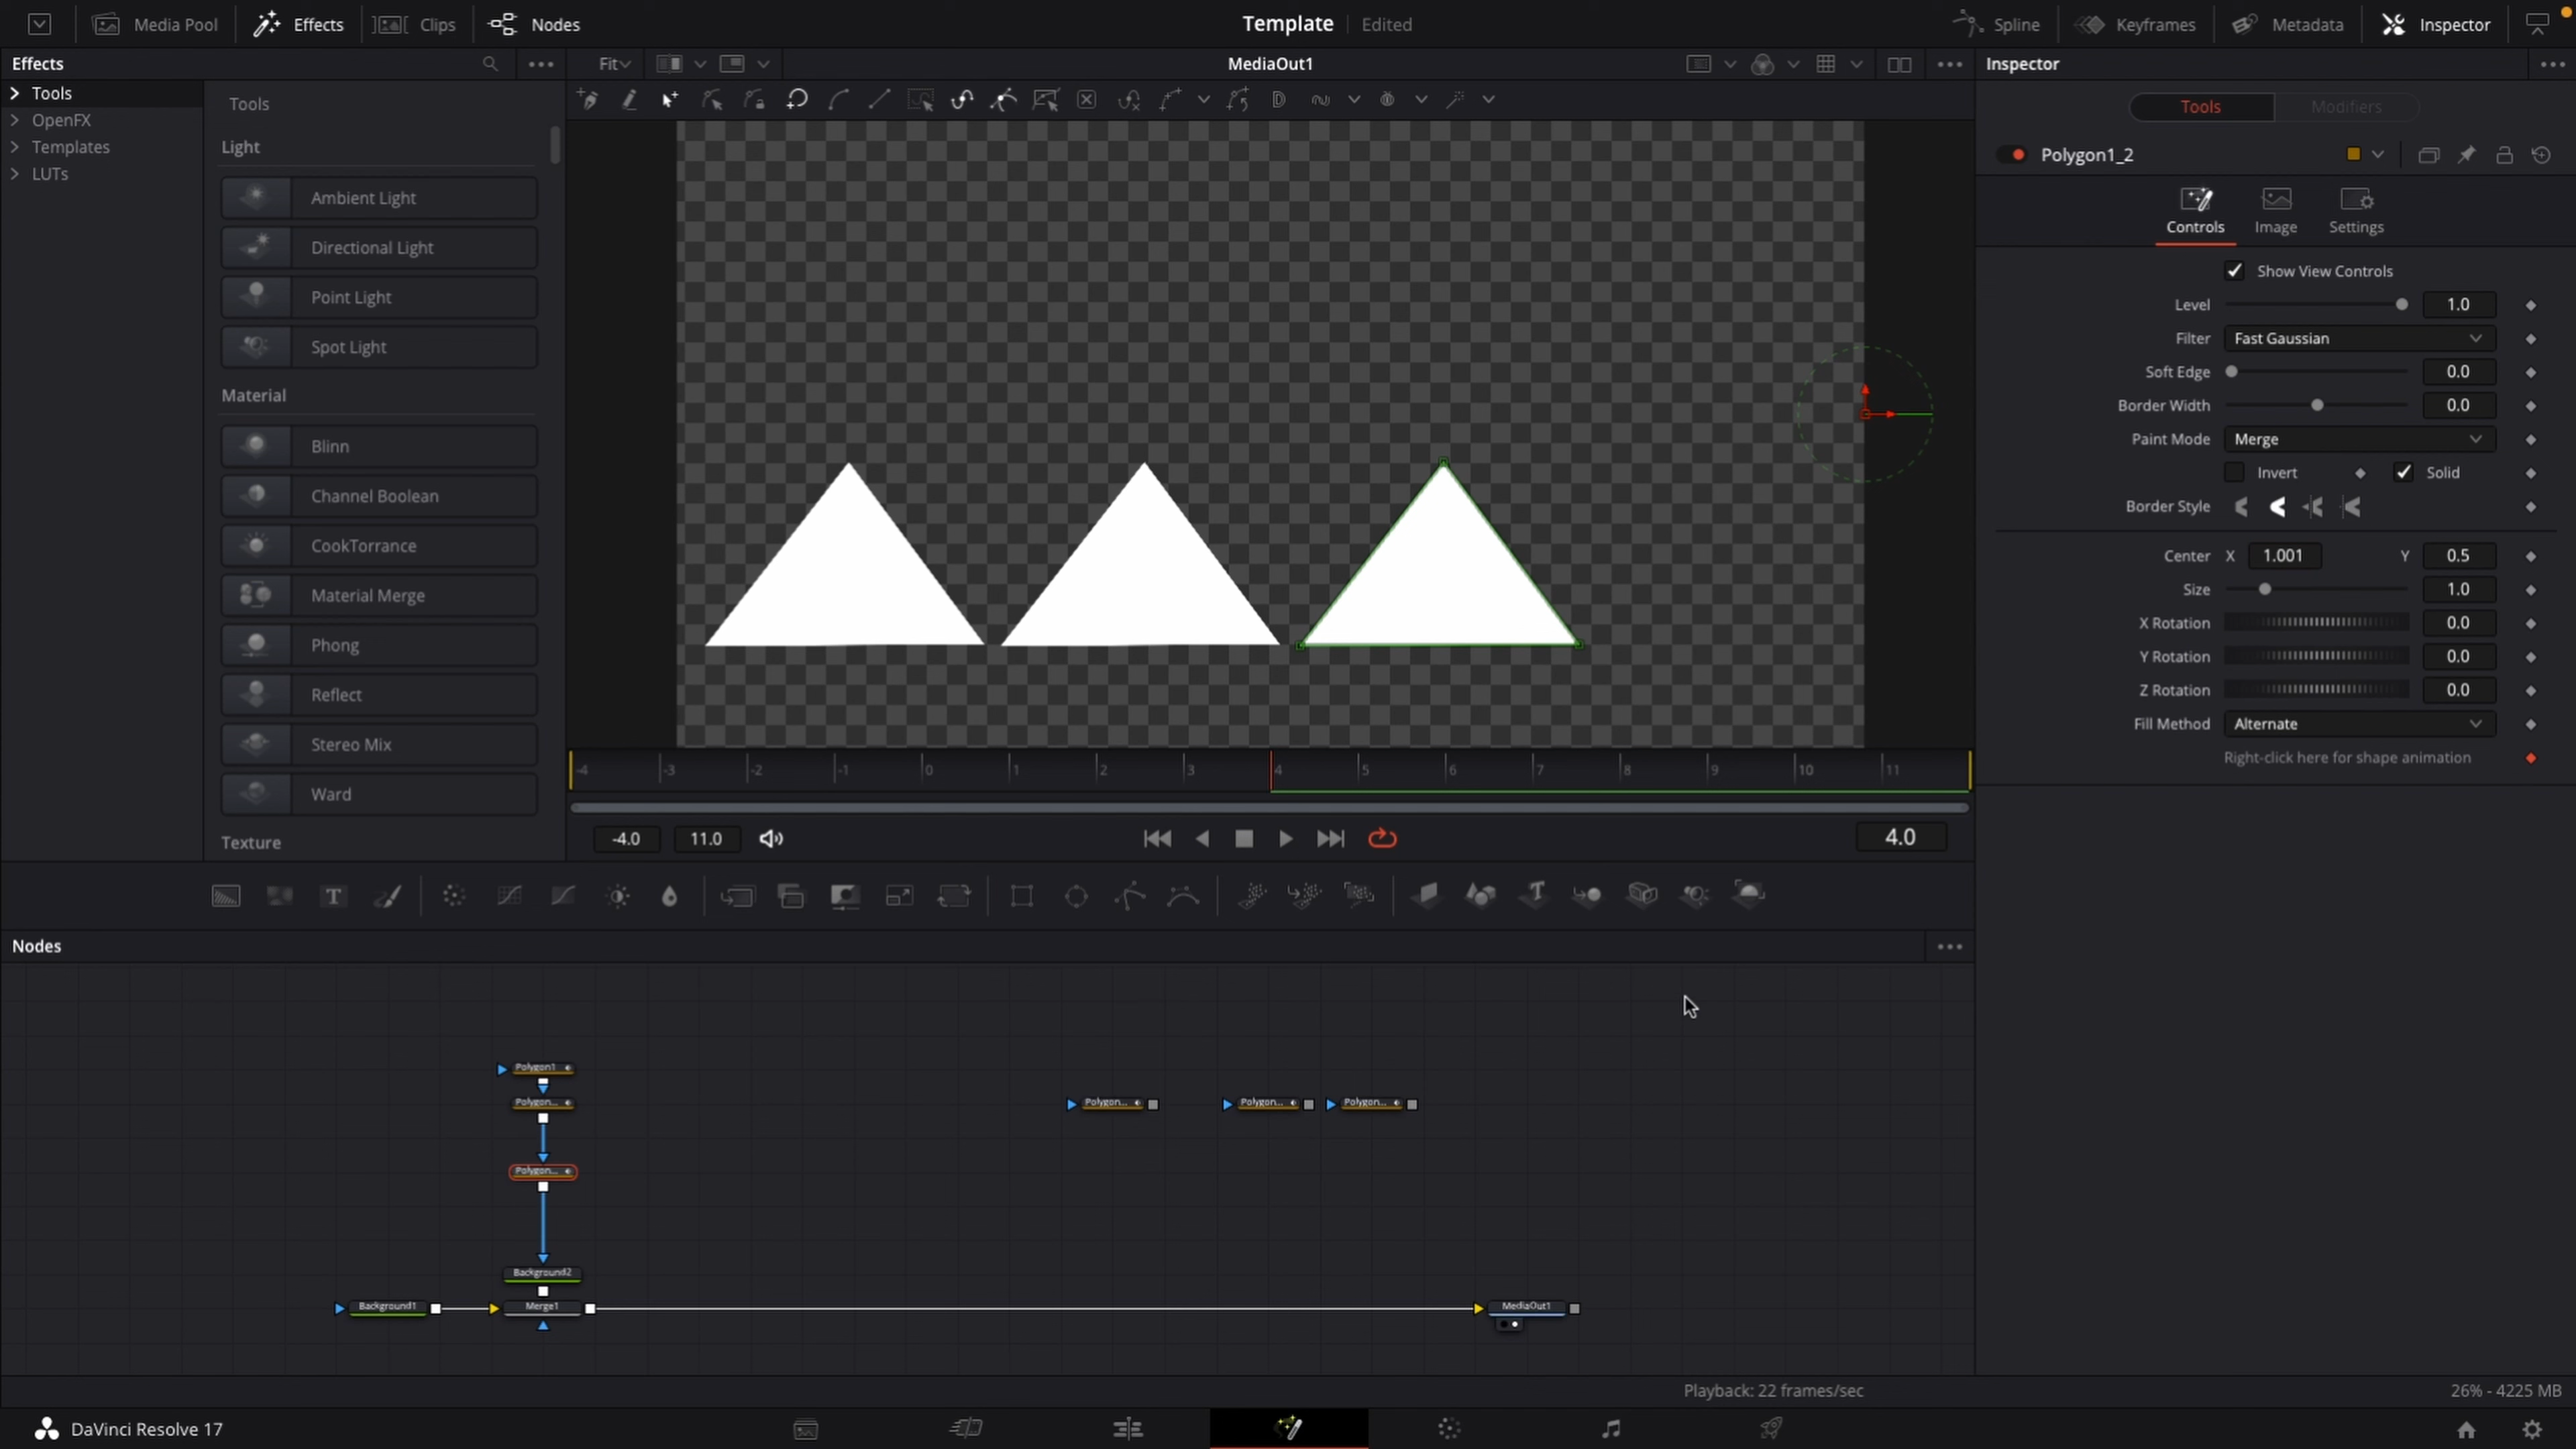 Media Pool
Effects
Clips
Nodes
Template
Edited
Spline
Keyframes
Metadata
Inspector
Effects
Fit
MediaOut1
Inspector
Tools
OpenFX
Templates
LUTs
Tools
Light
Ambient Light
Directional Light
Point Light
Spot Light
Material
Blinn
Channel Boolean
CookTorrance
Material Merge
Phong
Reflect
Stereo Mix
Ward
Texture
-4
-3
-2
-1
0
1
2
3
4
5
6
7
8
9
10
11
-4.0
11.0
4.0
Tools
Modifiers
Polygon1_2
Controls
Image
Settings
Show View Controls
Level 1.0
Filter Fast Gaussian
Soft Edge 0.0
Border Width 0.0
Paint Mode Merge
Invert Solid
Border Style
Center X 1.001 Y 0.5
Size 1.0
X Rotation 0.0
Y Rotation 0.0
Z Rotation 0.0
Fill Method Alternate
Right-click here for shape animation
Nodes
Polygon1
Polygon...
Polygon...
Polygon...
Polygon...
Polygon...
Background2
Background1
Merge1
MediaOut1
Playback: 22 frames/sec
26% - 4225 MB
DaVinci Resolve 17